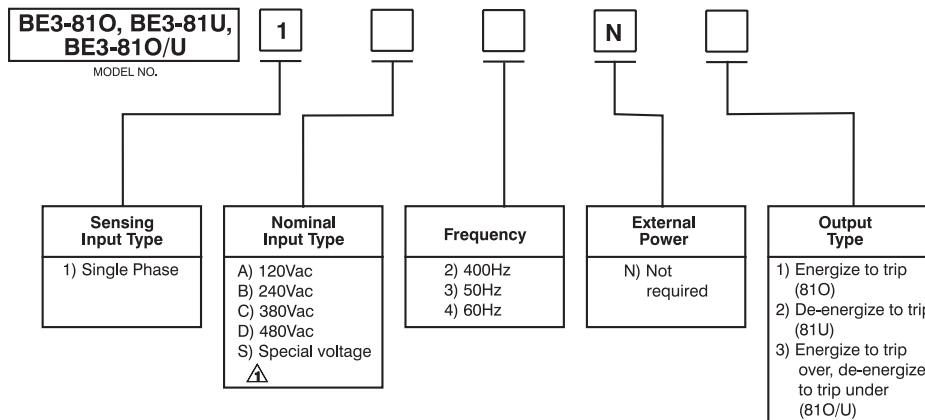 BE3-81O, BE3-81U,
BE3-81O/U
MODEL NO.
1
N
Sensing
Input Type
1) Single Phase
Nominal
Input Type
A) 120Vac
B) 240Vac
C) 380Vac
D) 480Vac
S) Special voltage
1
Frequency
2) 400Hz
3) 50Hz
4) 60Hz
External
Power
N) Not
required
Output
Type
1) Energize to trip
(81O)
2) De-energize to trip
(81U)
3) Energize to trip
over, de-energize
to trip under
(81O/U)